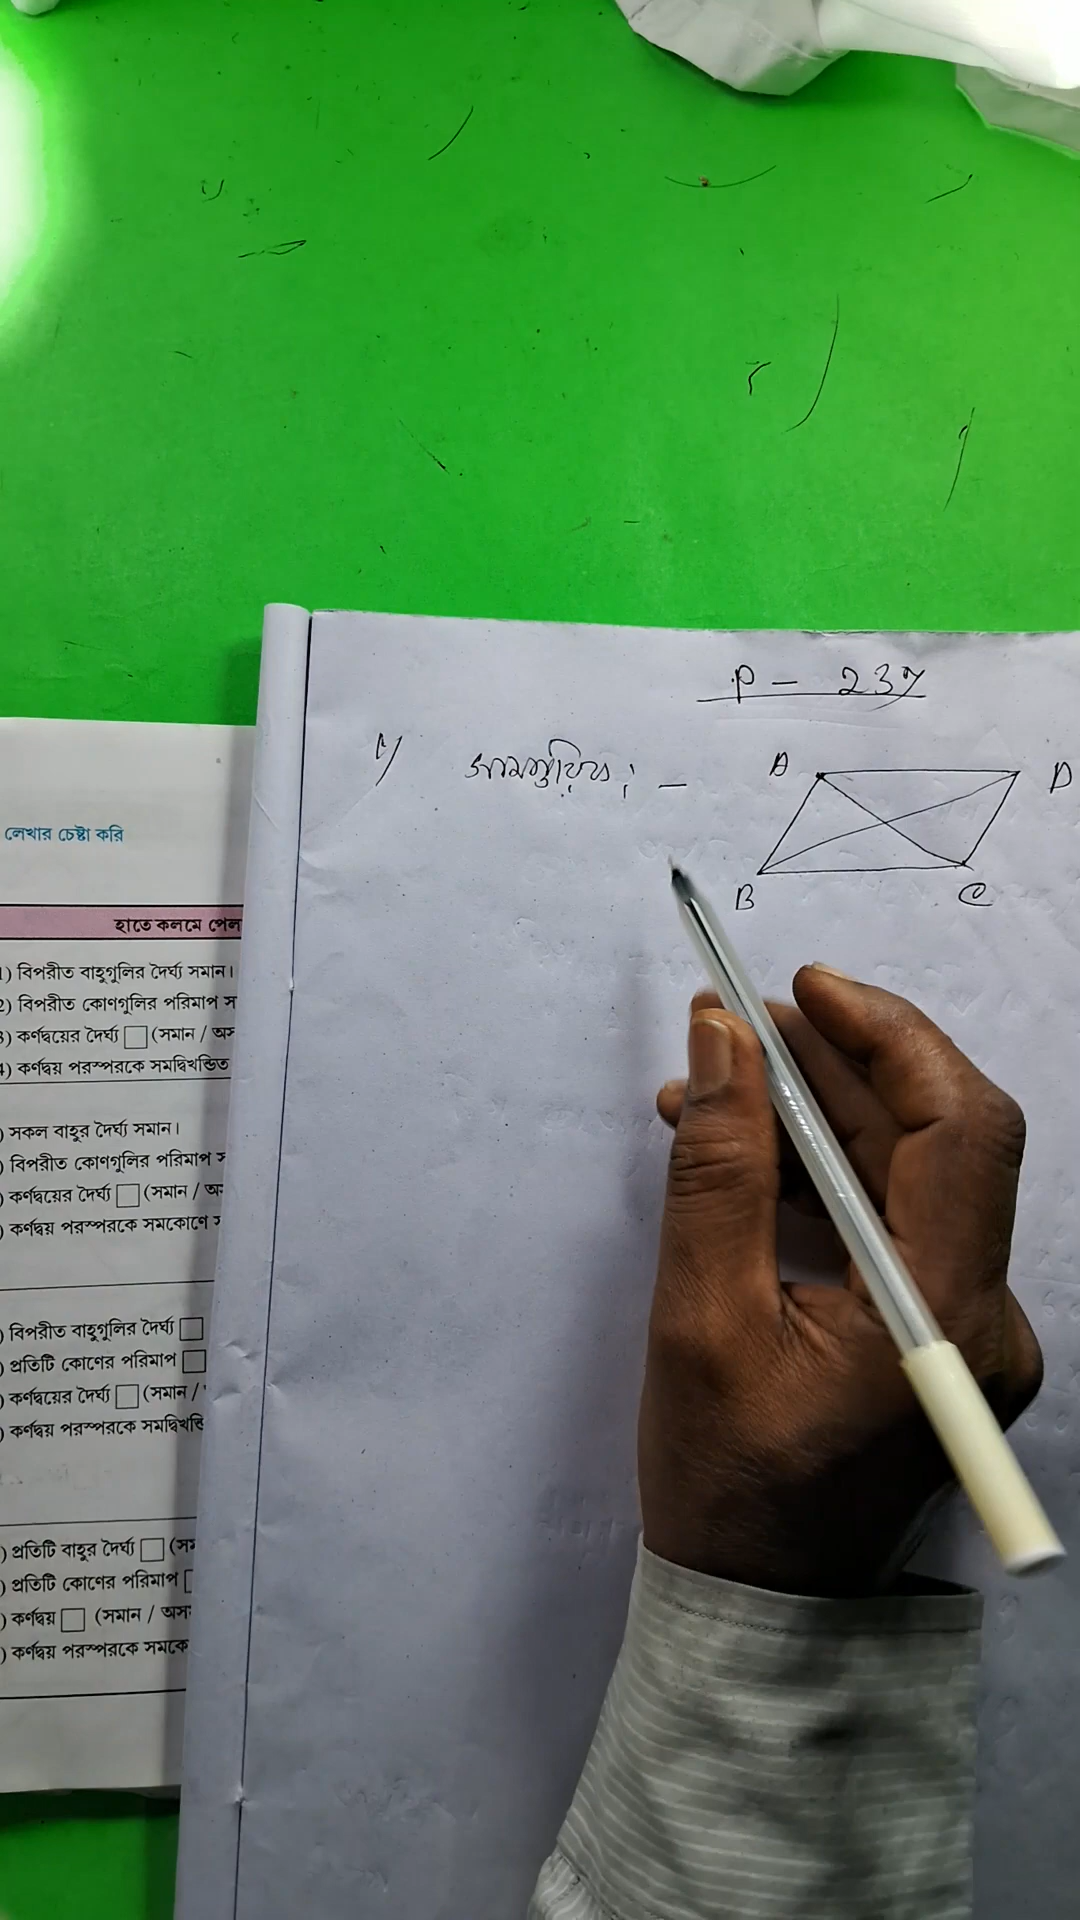 P - 237
1) সামন্তরিক : -
A
D
B
C
লেখার চেষ্টা করি
হাতে কলমে পেল
1) বিপরীত বাহুগুলির দৈর্ঘ্য সমান।
2) বিপরীত কোণগুলির পরিমাপ স
3) কর্ণদ্বয়ের দৈর্ঘ্য □ (সমান / অস
4) কর্ণদ্বয় পরস্পরকে সমদ্বিখণ্ডিত
) সকল বাহুর দৈর্ঘ্য সমান।
) বিপরীত কোণগুলির পরিমাপ স
) কর্ণদ্বয়ের দৈর্ঘ্য □ (সমান / অস
) কর্ণদ্বয় পরস্পরকে সমকোণে স
) বিপরীত বাহুগুলির দৈর্ঘ্য □
) প্রতিটি কোণের পরিমাপ □
) কর্ণদ্বয়ের দৈর্ঘ্য □ (সমান /
) কর্ণদ্বয় পরস্পরকে সমদ্বিখণ্ডি
) প্রতিটি বাহুর দৈর্ঘ্য □ (সম
) প্রতিটি কোণের পরিমাপ
) কর্ণদ্বয় □ (সমান / অসম
) কর্ণদ্বয় পরস্পরকে সমকো